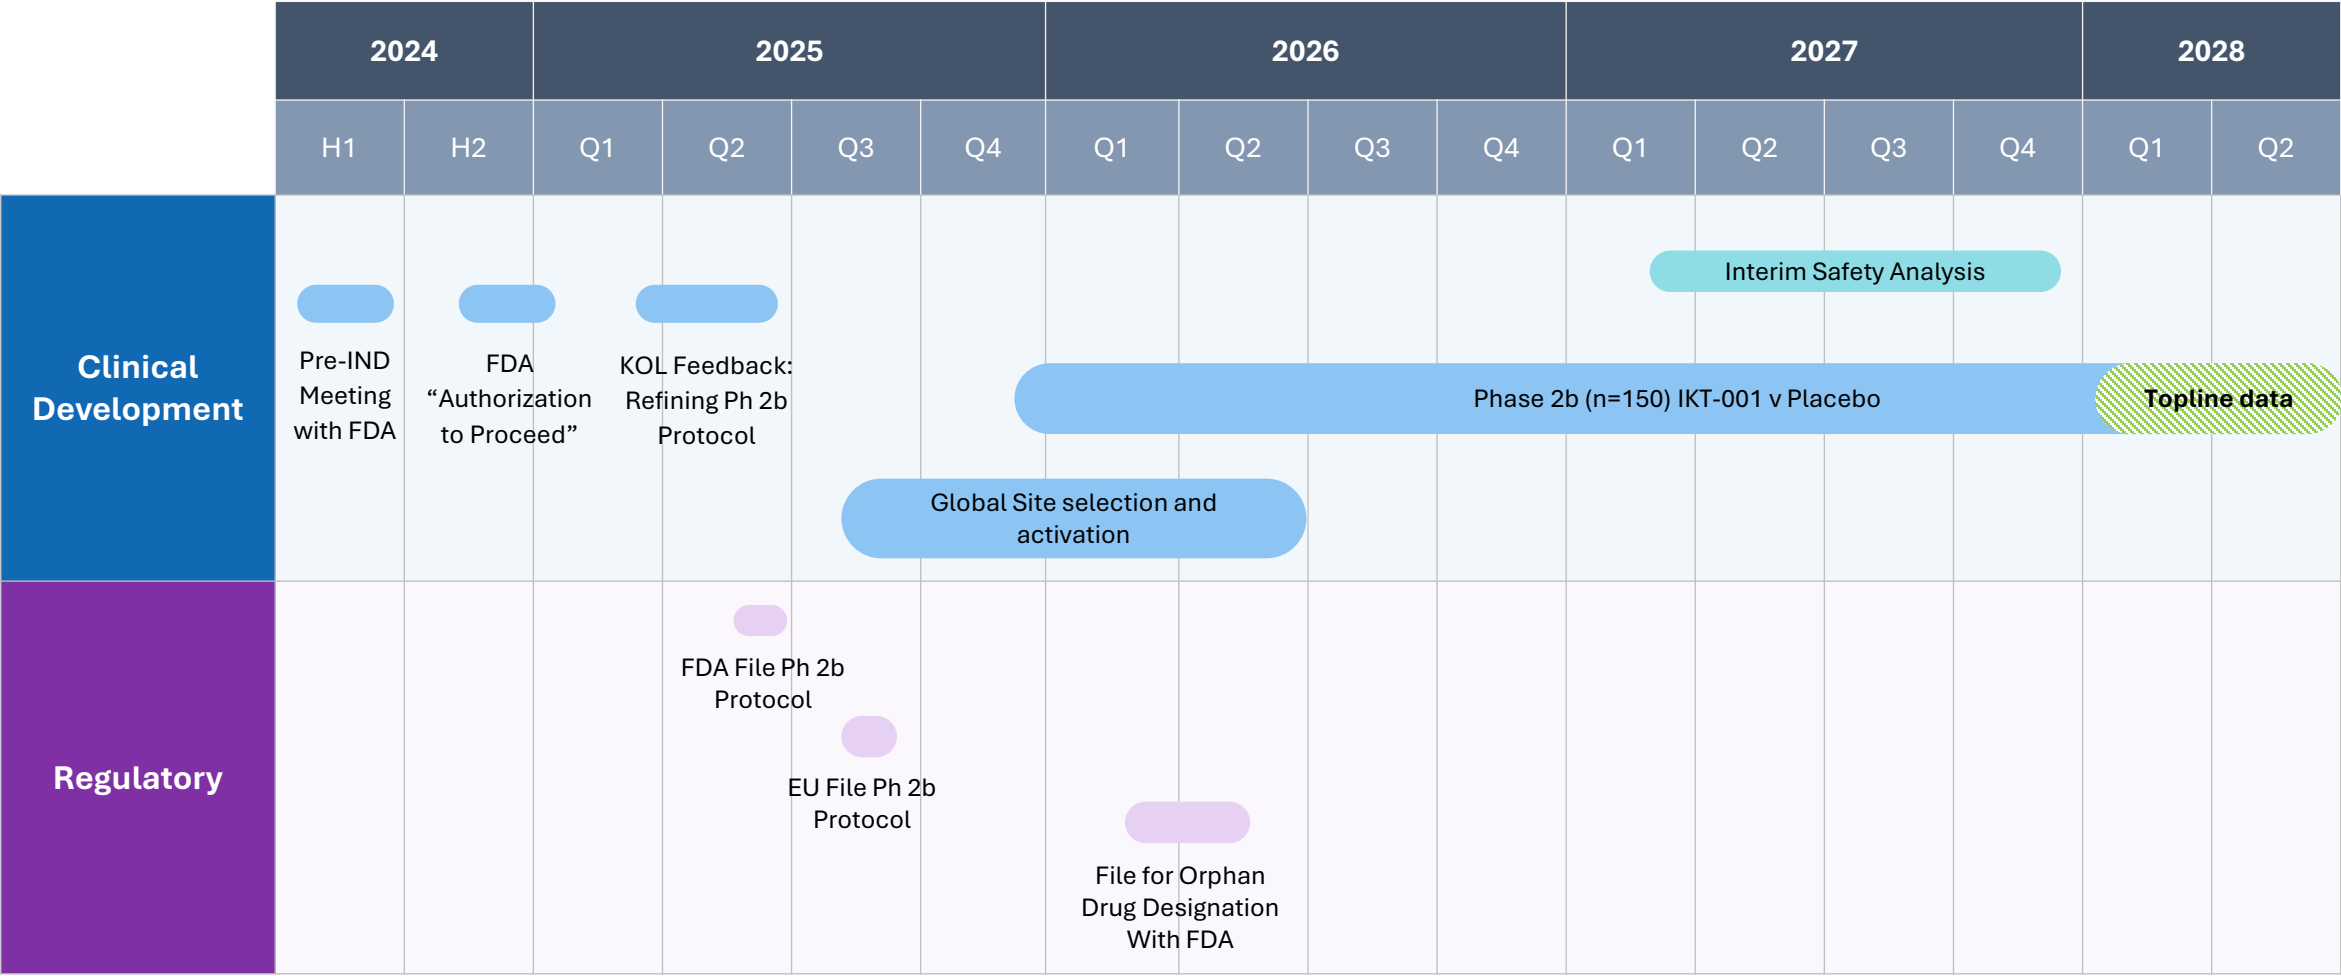 2024
2025
2026
2027
2028
H1
H2
Q1
Q2
Q3
Q4
Q1
Q2
Q3
Q4
Q1
Q2
Q3
Q4
Q1
Q2
Clinical
Development
Pre-IND
Meeting
with FDA
FDA
“Authorization
to Proceed”
KOL Feedback:
Refining Ph 2b
Protocol
Interim Safety Analysis
Phase 2b (n=150) IKT-001 v Placebo
Topline data
Global Site selection and
activation
Regulatory
FDA File Ph 2b
Protocol
EU File Ph 2b
Protocol
File for Orphan
Drug Designation
With FDA